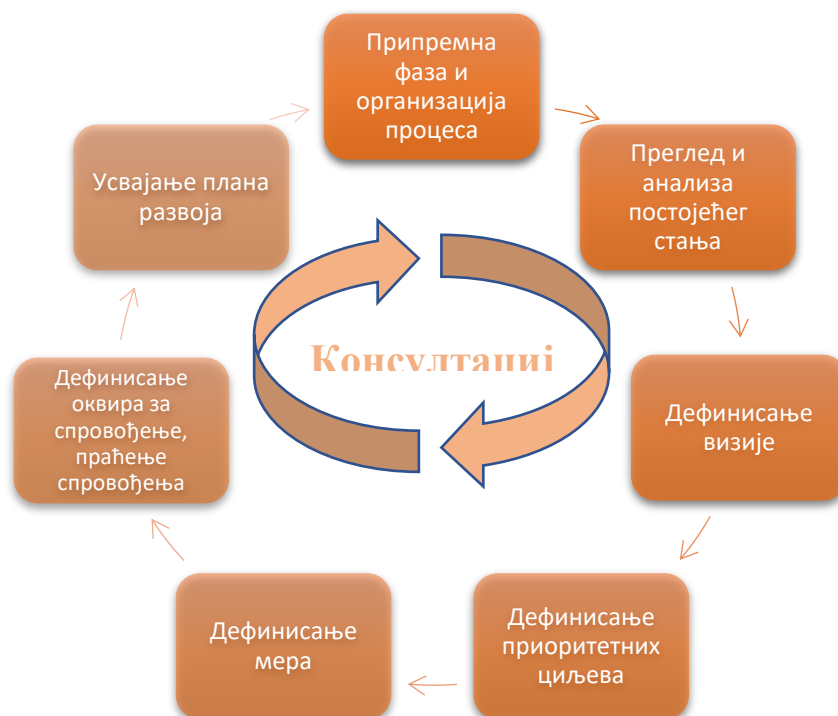 Припремна
фаза и
организација
процеса
Преглед и
анализа
постојећег
стања
Дефинисање
визије
Дефинисање
приоритетних
циљева
Дефинисање
мера
Дефинисање
оквира за
спровођење,
праћење
спровођења
Усвајање плана
развоја
Консултациј